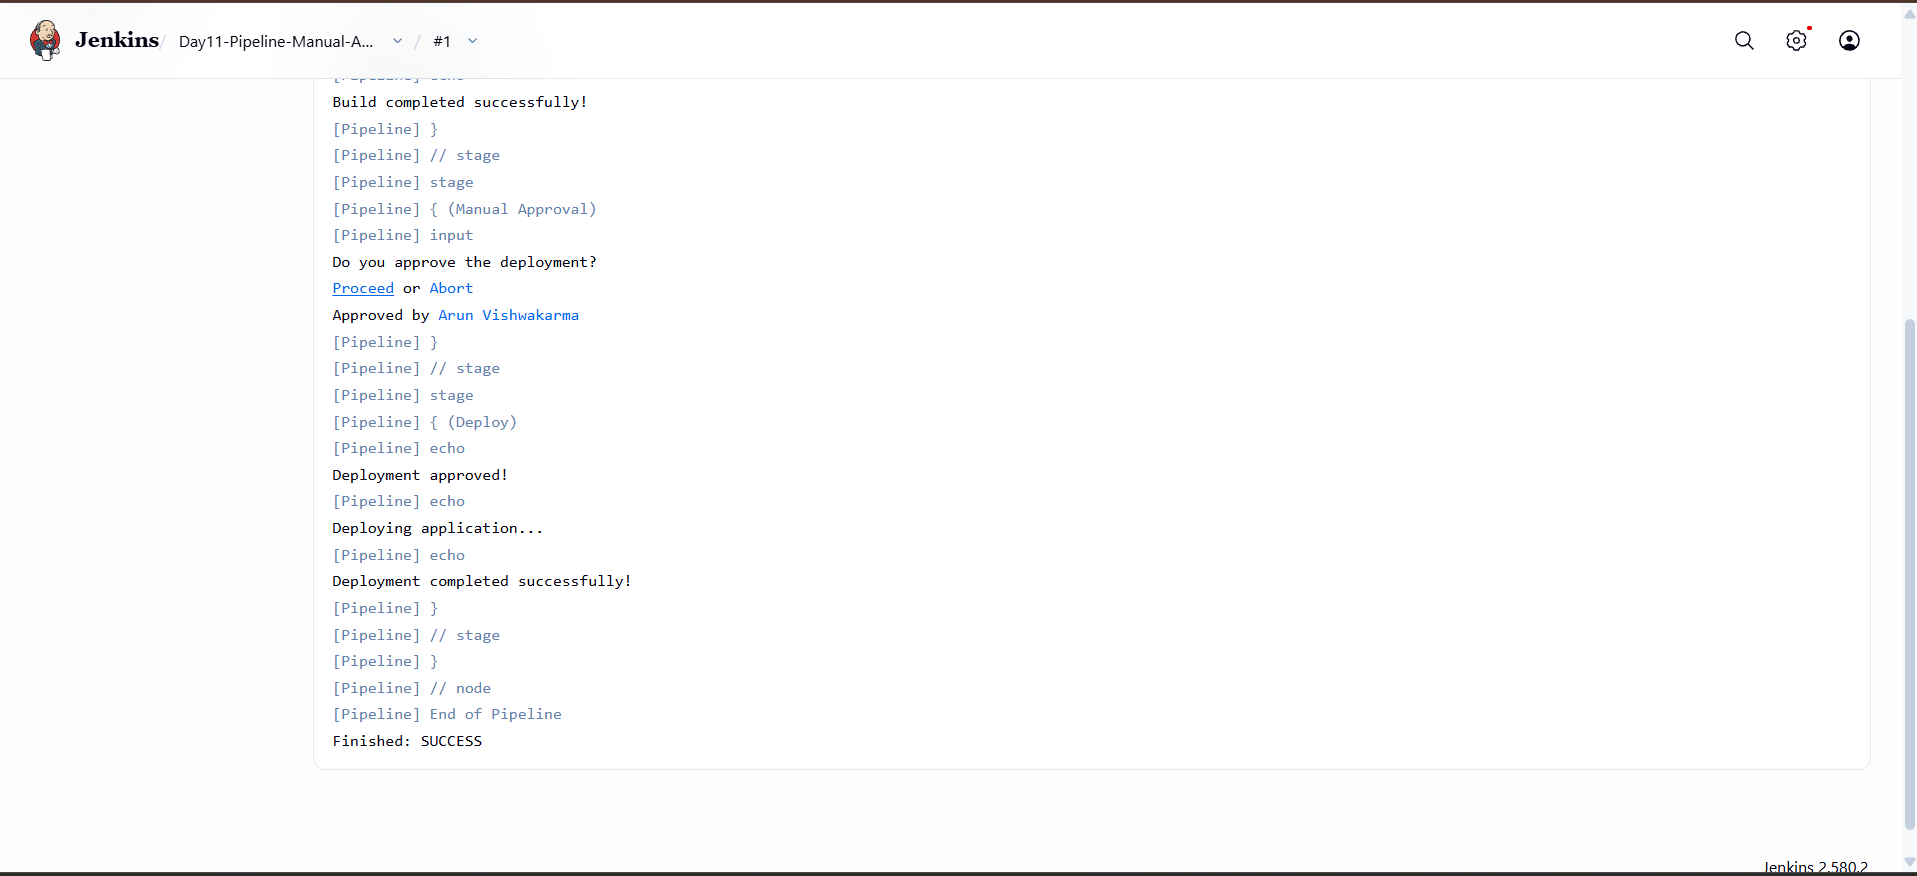 Jenkins / Day11-Pipeline-Manual-A... / #1
Build completed successfully!
[Pipeline] }
[Pipeline] // stage
[Pipeline] stage
[Pipeline] { (Manual Approval)
[Pipeline] input
Do you approve the deployment?
Proceed or Abort
Approved by Arun Vishwakarma
[Pipeline] }
[Pipeline] // stage
[Pipeline] stage
[Pipeline] { (Deploy)
[Pipeline] echo
Deployment approved!
[Pipeline] echo
Deploying application...
[Pipeline] echo
Deployment completed successfully!
[Pipeline] }
[Pipeline] // stage
[Pipeline] }
[Pipeline] // node
[Pipeline] End of Pipeline
Finished: SUCCESS
Jenkins 2.580.2